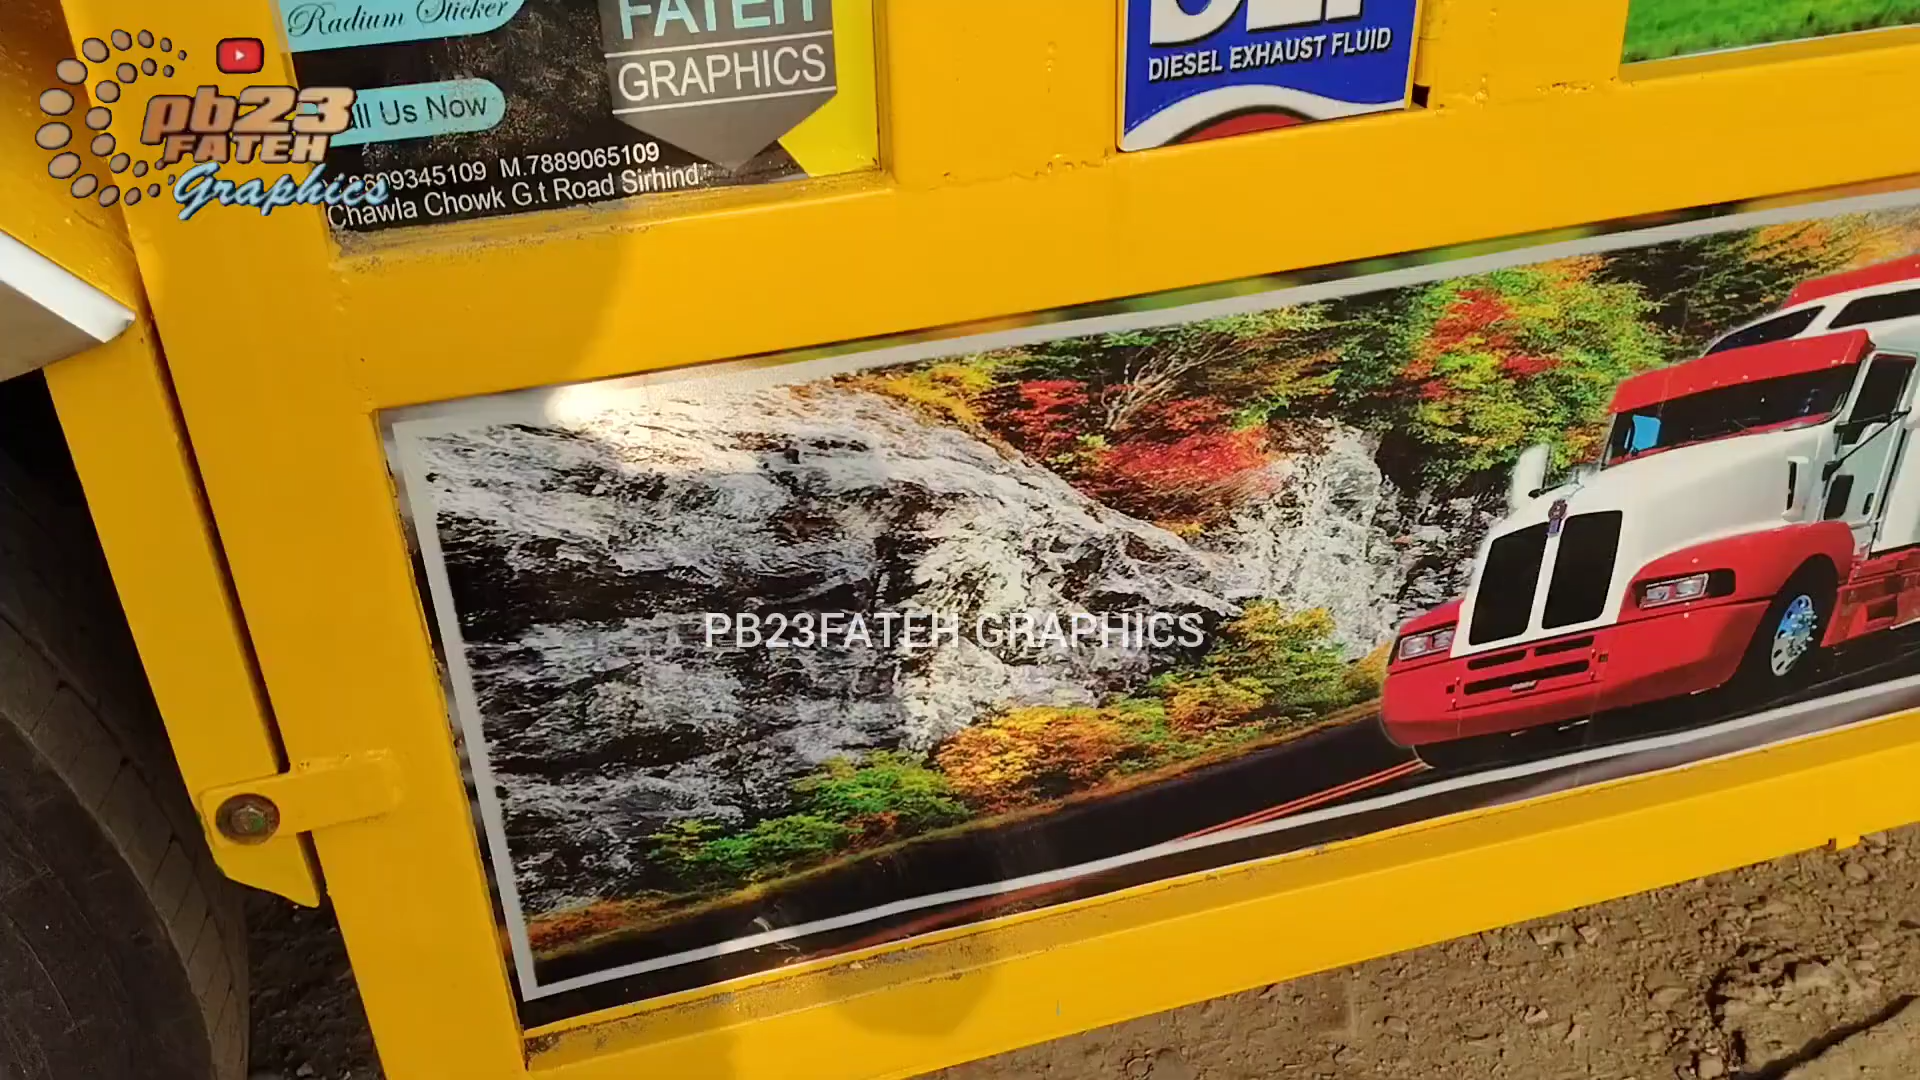 Radium Sticker
FATEH
GRAPHICS
all Us Now
M.7889065109
Chawla Chowk G.t Road Sirhind.
DIESEL EXHAUST FLUID
pb23
FATEH
Graphics
PB23FATEH GRAPHICS